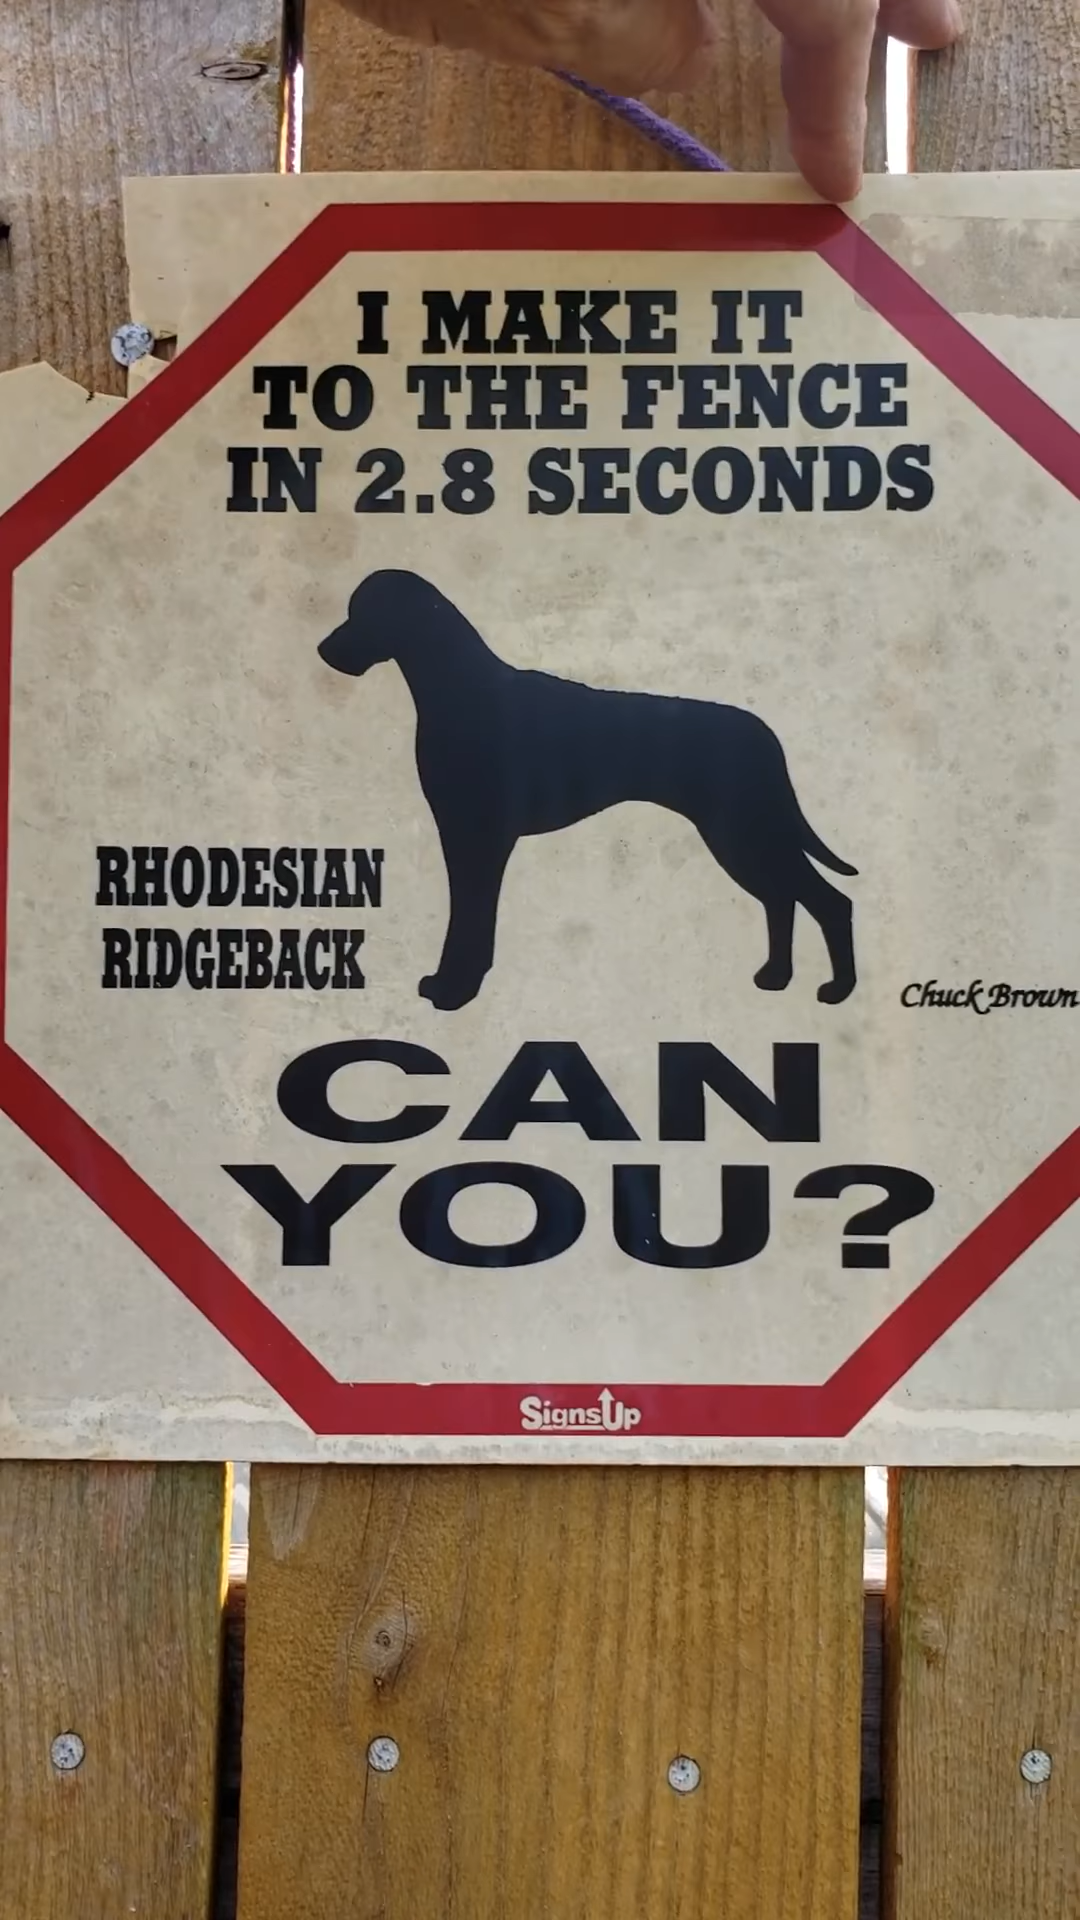 I MAKE IT
TO THE FENCE
IN 2.8 SECONDS
RHODESIAN
RIDGEBACK
Chuck Brown
CAN
YOU?
SignsUp